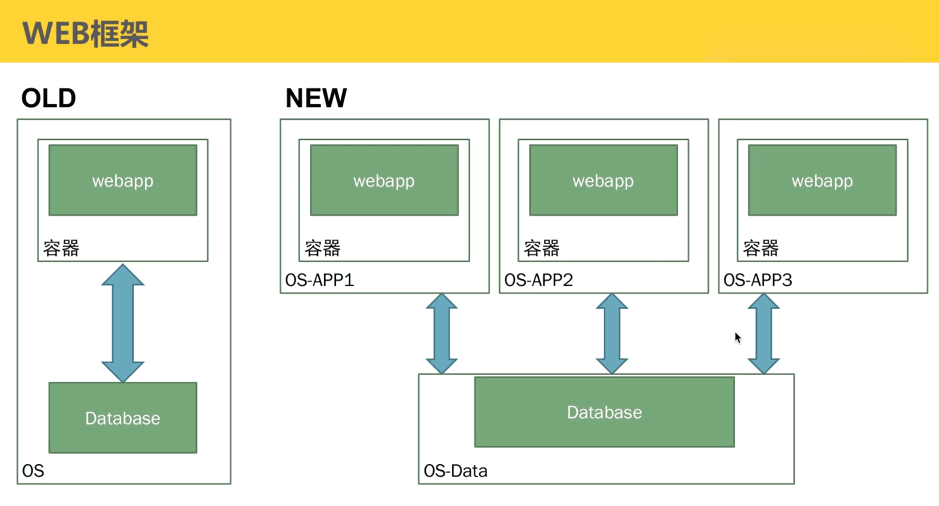 WEB框架
OLD
webapp
容器
Database
OS
NEW
webapp
容器
OS-APP1
webapp
容器
OS-APP2
webapp
容器
OS-APP3
Database
OS-Data